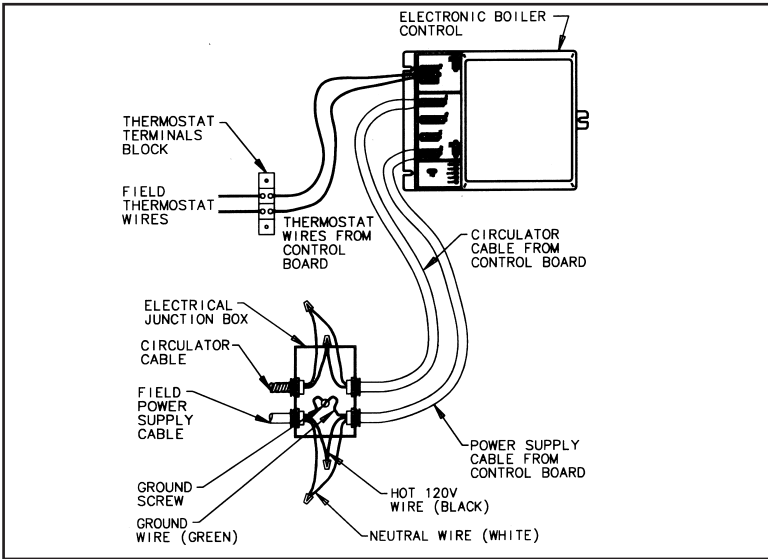 ELECTRONIC BOILER
CONTROL
THERMOSTAT
TERMINALS
BLOCK
FIELD
THERMOSTAT
WIRES
THERMOSTAT
WIRES FROM
CONTROL
BOARD
CIRCULATOR
CABLE FROM
CONTROL BOARD
ELECTRICAL
JUNCTION BOX
CIRCULATOR
CABLE
FIELD
POWER
SUPPLY
CABLE
POWER SUPPLY
CABLE FROM
CONTROL BOARD
GROUND
SCREW
HOT 120V
WIRE (BLACK)
GROUND
WIRE (GREEN)
NEUTRAL WIRE (WHITE)